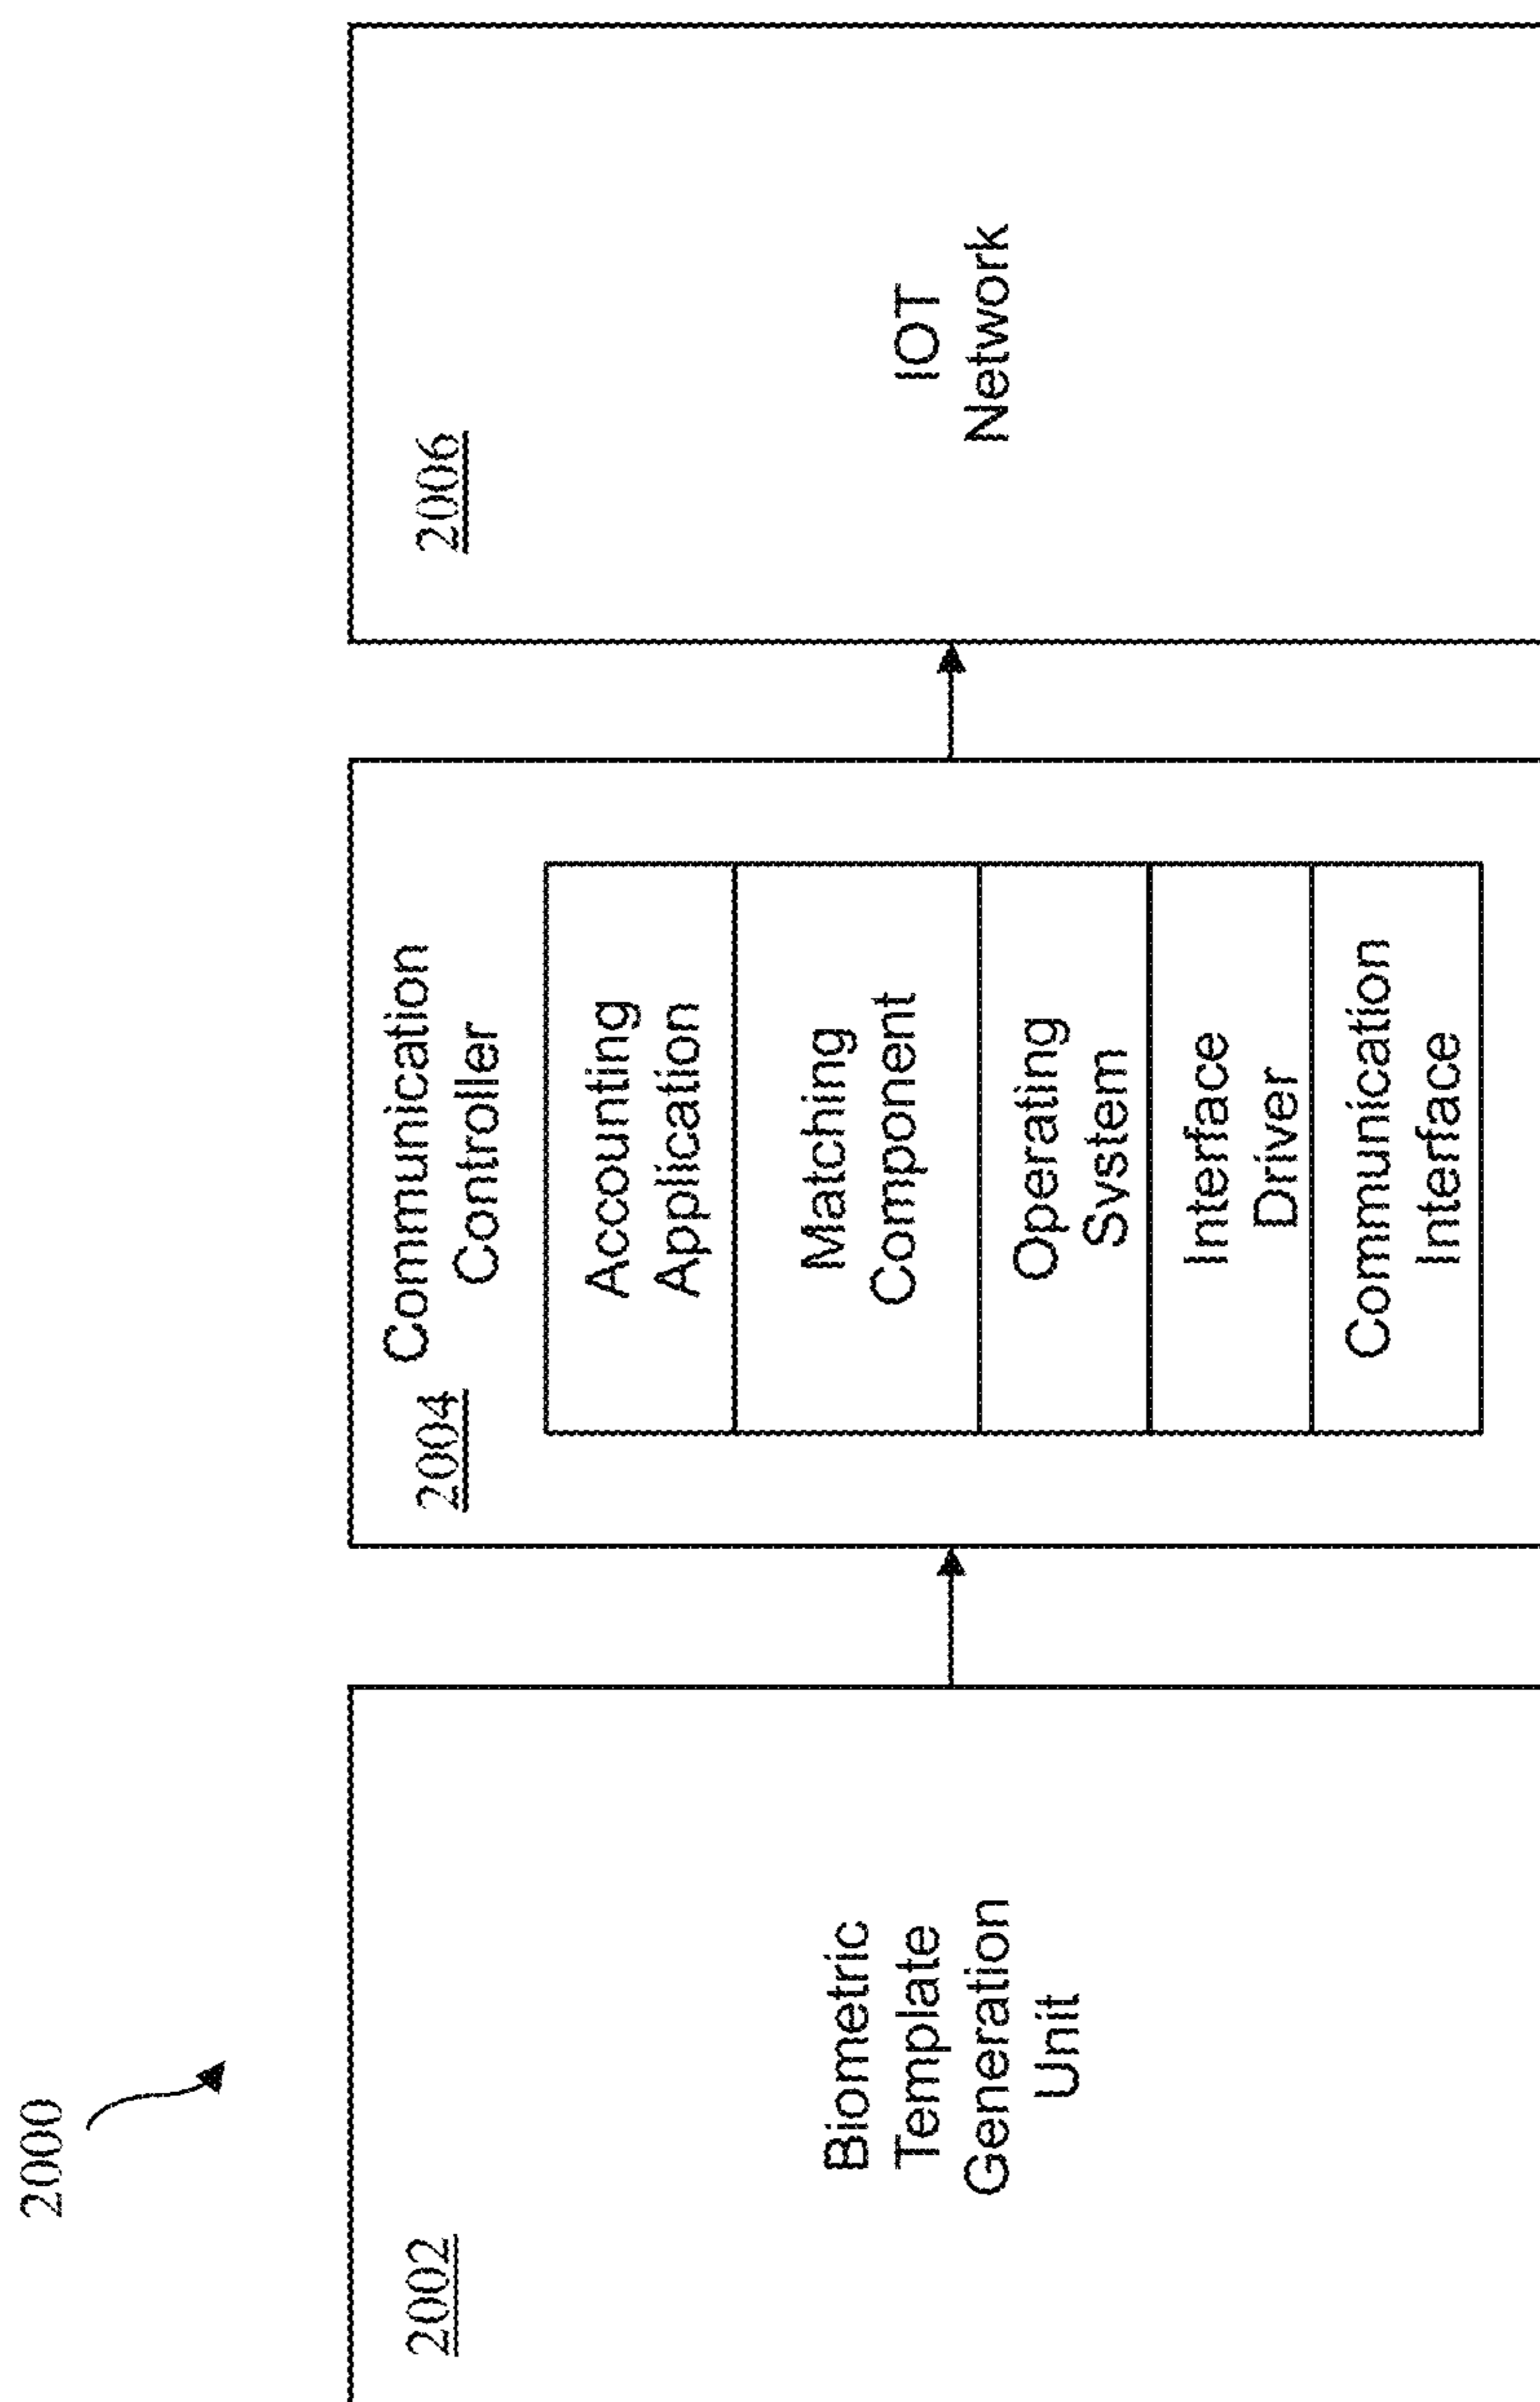 2000
2002
Biometric
Template
Generation
Unit
2004
Communication
Controller
Accounting
Application
Matching
Component
Operating
System
Interface
Driver
Communication
Interface
2006
IOT
Network